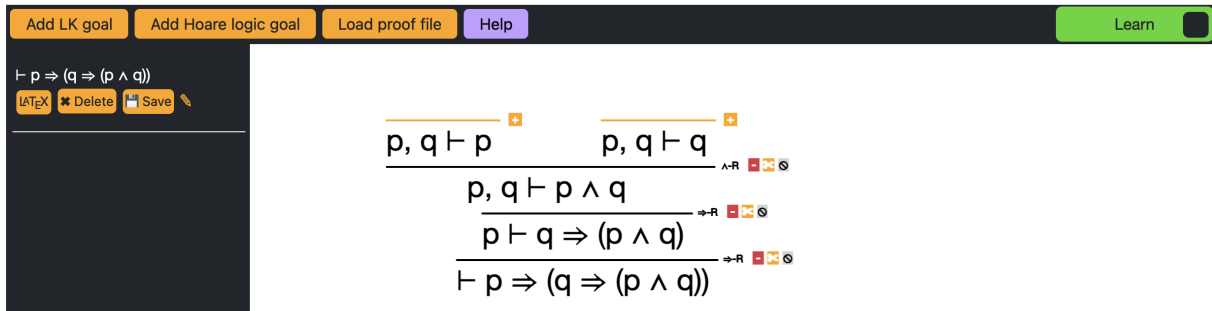 Add LK goal Add Hoare logic goal Load proof file Help Learn
⊢ p ⇒ (q ⇒ (p ∧ q))
LATEX ✖ Delete 💾 Save ✎
+ +
p, q ⊢ p p, q ⊢ q
∧-R -
p, q ⊢ p ∧ q
⇒-R -
p ⊢ q ⇒ (p ∧ q)
⇒-R -
⊢ p ⇒ (q ⇒ (p ∧ q))